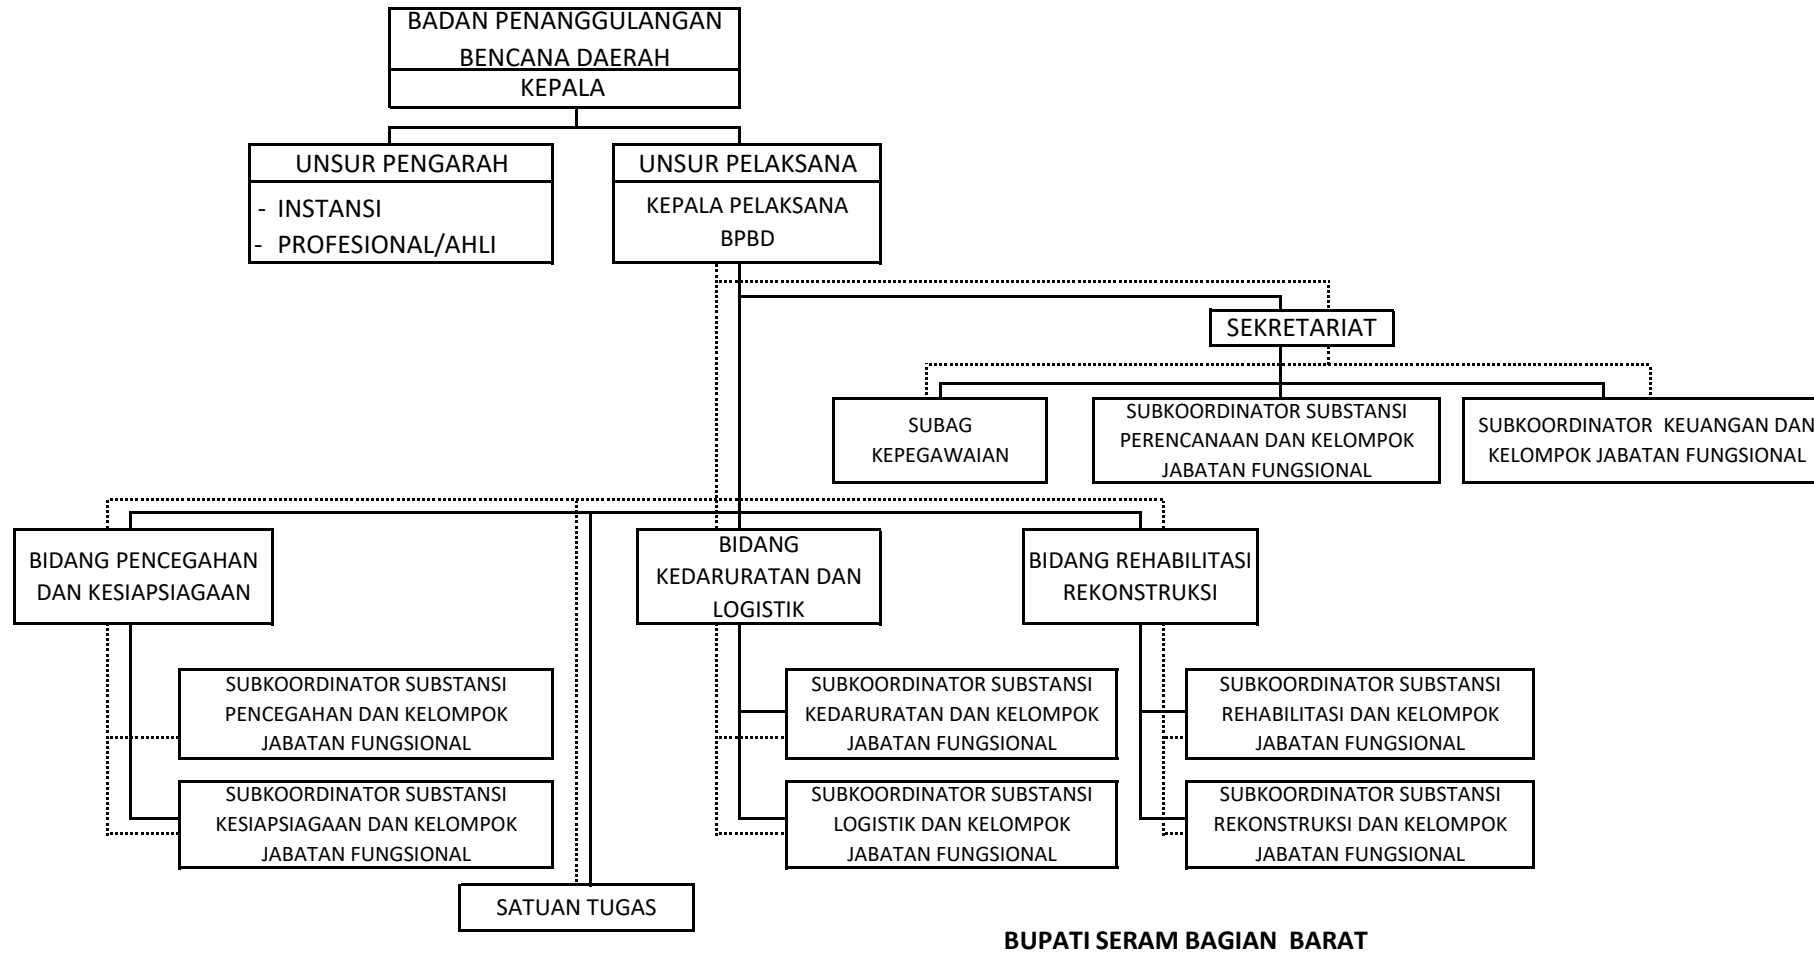 BADAN PENANGGULANGAN
BENCANA DAERAH
KEPALA
UNSUR PENGARAH
- INSTANSI
- PROFESIONAL/AHLI
UNSUR PELAKSANA
KEPALA PELAKSANA
BPBD
SEKRETARIAT
SUBAG
KEPEGAWAIAN
SUBKOORDINATOR SUBSTANSI
PERENCANAAN DAN KELOMPOK
JABATAN FUNGSIONAL
SUBKOORDINATOR KEUANGAN DAN
KELOMPOK JABATAN FUNGSIONAL
BIDANG PENCEGAHAN
DAN KESIAPSIAGAAN
BIDANG
KEDARURATAN DAN
LOGISTIK
BIDANG REHABILITASI
REKONSTRUKSI
SUBKOORDINATOR SUBSTANSI
PENCEGAHAN DAN KELOMPOK
JABATAN FUNGSIONAL
SUBKOORDINATOR SUBSTANSI
KEDARURATAN DAN KELOMPOK
JABATAN FUNGSIONAL
SUBKOORDINATOR SUBSTANSI
REHABILITASI DAN KELOMPOK
JABATAN FUNGSIONAL
SUBKOORDINATOR SUBSTANSI
KESIAPSIAGAAN DAN KELOMPOK
JABATAN FUNGSIONAL
SUBKOORDINATOR SUBSTANSI
LOGISTIK DAN KELOMPOK
JABATAN FUNGSIONAL
SUBKOORDINATOR SUBSTANSI
REKONSTRUKSI DAN KELOMPOK
JABATAN FUNGSIONAL
SATUAN TUGAS
BUPATI SERAM BAGIAN BARAT